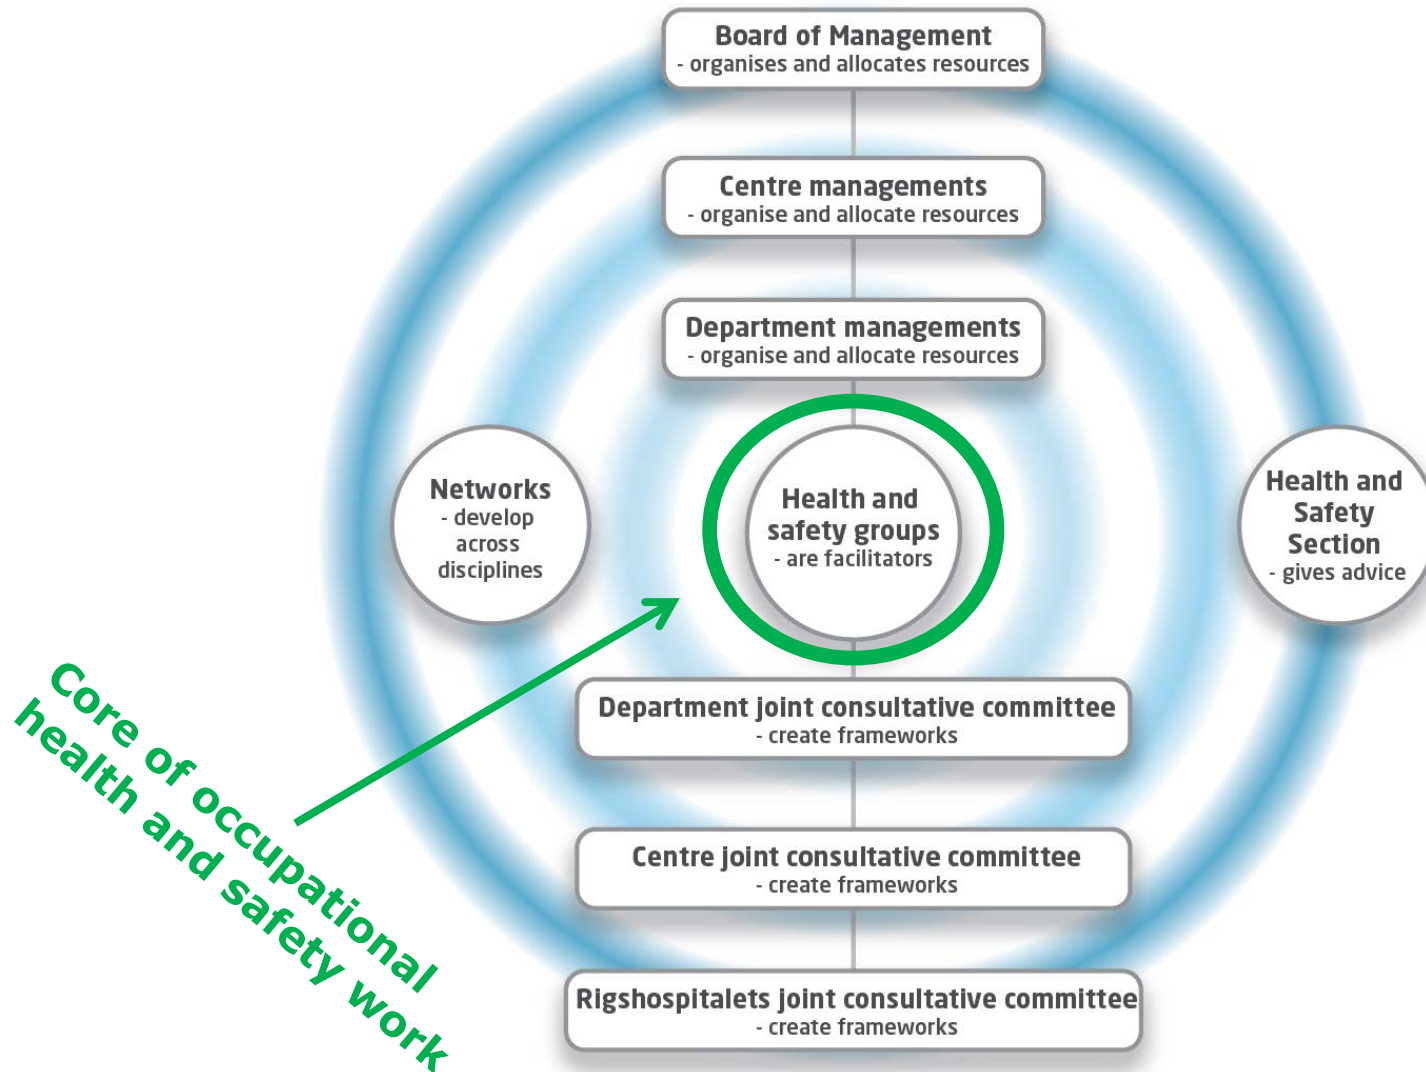 Board of Management
- organises and allocates resources
Centre managements
- organise and allocate resources
Department managements
- organise and allocate resources
Networks
- develop
across
disciplines
Health and
safety groups
- are facilitators
Health and
Safety
Section
- gives advice
Core of occupational
health and safety work
Department joint consultative committee
- create frameworks
Centre joint consultative committee
- create frameworks
Rigshospitalets joint consultative committee
- create frameworks